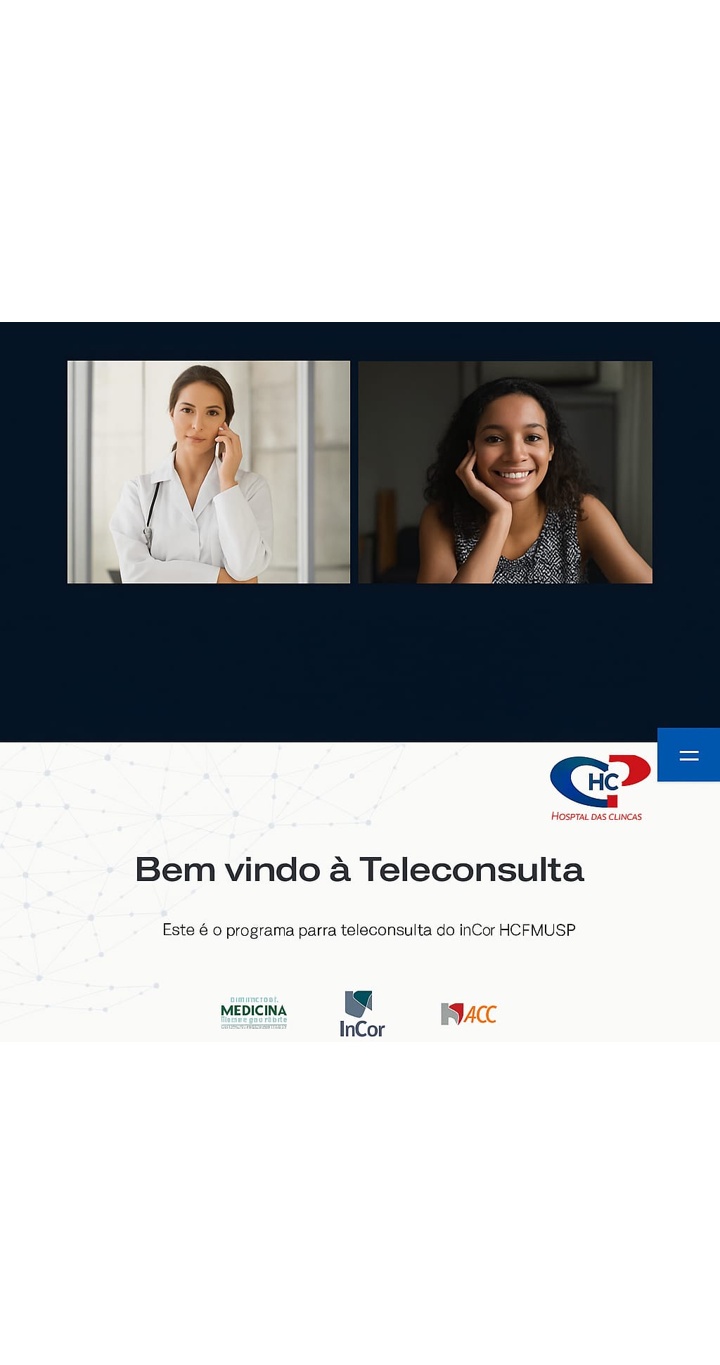 HC
HOSPTAL DAS CLINCAS
Bem vindo à Teleconsulta
Este é o programa parra teleconsulta do inCor HCFMUSP
MEDICINA
InCor
ACC